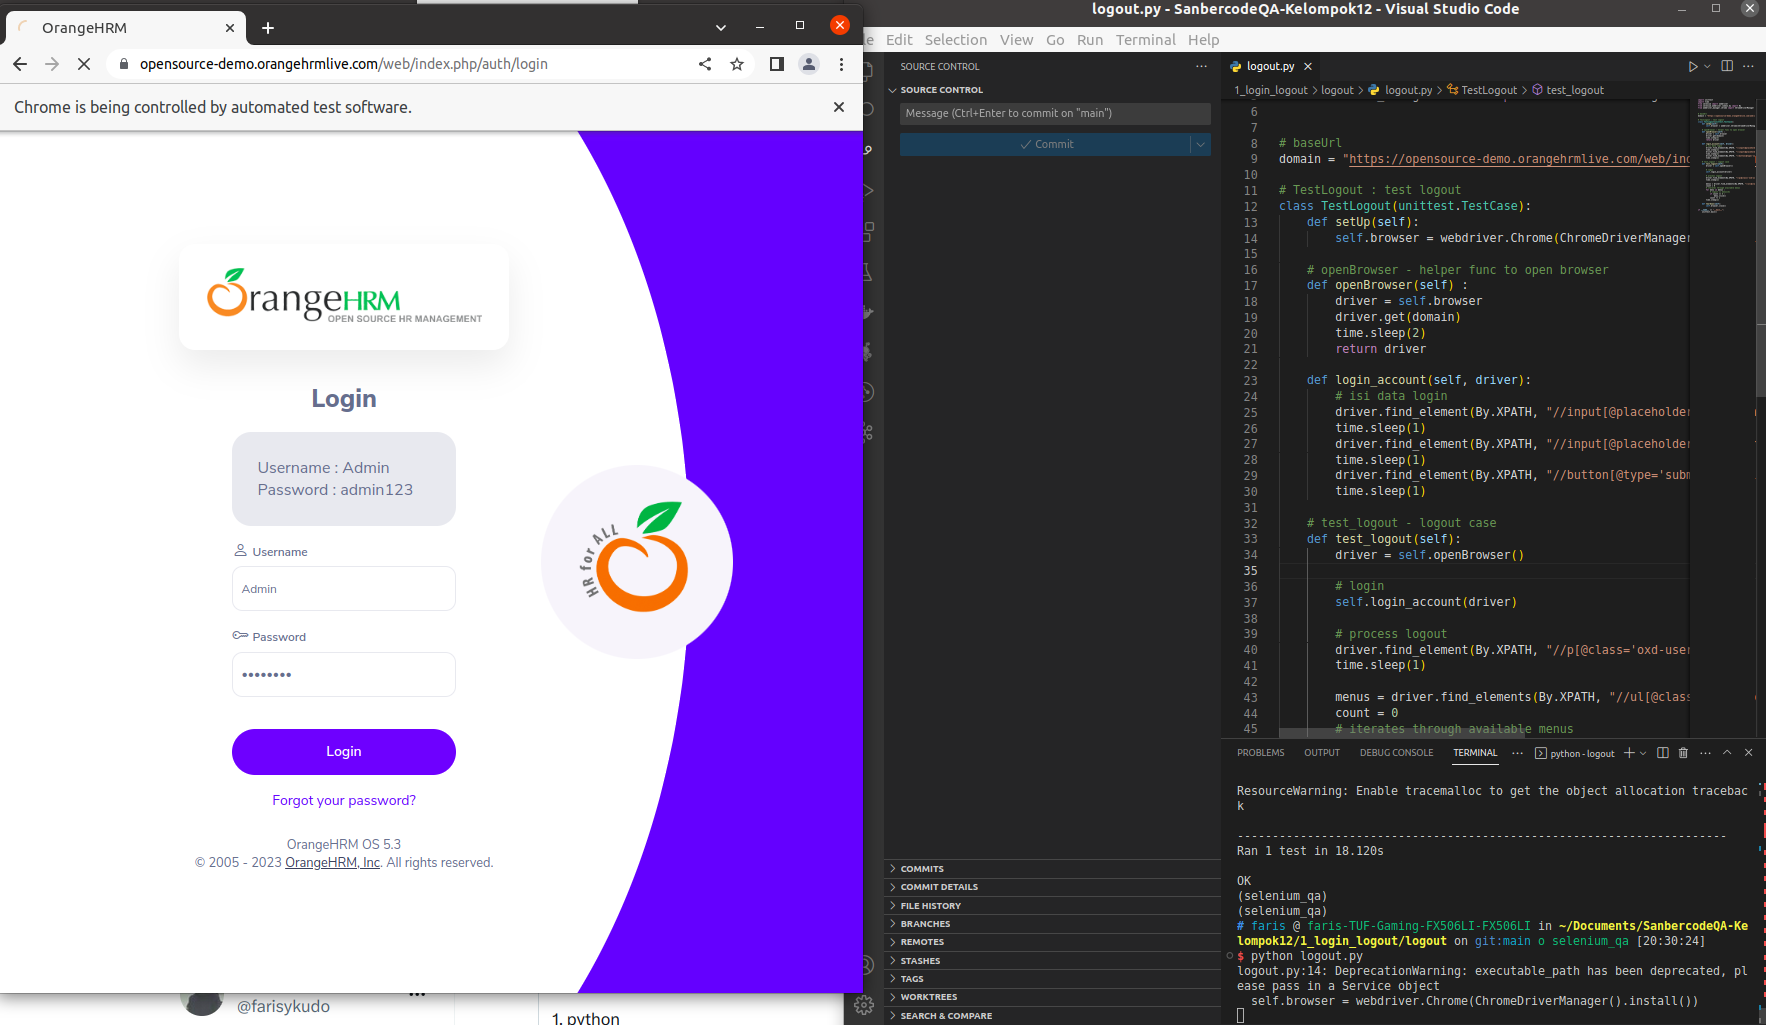 OrangeHRM
opensource-demo.orangehrmlive.com/web/index.php/auth/login
Chrome is being controlled by automated test software.
OrangeHRM
OPEN SOURCE HR MANAGEMENT
Login
Username : Admin
Password : admin123
Username
Admin
Password
••••••••
Login
Forgot your password?
OrangeHRM OS 5.3
© 2005 - 2023 OrangeHRM, Inc. All rights reserved.
HR for ALL
@farisykudo
1. python
logout.py - SanbercodeQA-Kelompok12 - Visual Studio Code
Edit Selection View Go Run Terminal Help
SOURCE CONTROL
SOURCE CONTROL
Message (Ctrl+Enter to commit on "main")
Commit
COMMITS
COMMIT DETAILS
FILE HISTORY
BRANCHES
REMOTES
STASHES
TAGS
WORKTREES
SEARCH & COMPARE
logout.py
1_login_logout > logout > logout.py > TestLogout > test_logout
6
7
8 # baseUrl
9 domain = "https://opensource-demo.orangehrmlive.com/web/ind
10
11 # TestLogout : test logout
12 class TestLogout(unittest.TestCase):
13 def setUp(self):
14 self.browser = webdriver.Chrome(ChromeDriverManager
15
16 # openBrowser - helper func to open browser
17 def openBrowser(self) :
18 driver = self.browser
19 driver.get(domain)
20 time.sleep(2)
21 return driver
22
23 def login_account(self, driver):
24 # isi data login
25 driver.find_element(By.XPATH, "//input[@placeholder
26 time.sleep(1)
27 driver.find_element(By.XPATH, "//input[@placeholder
28 time.sleep(1)
29 driver.find_element(By.XPATH, "//button[@type='subm
30 time.sleep(1)
31
32 # test_logout - logout case
33 def test_logout(self):
34 driver = self.openBrowser()
35
36 # login
37 self.login_account(driver)
38
39 # process logout
40 driver.find_element(By.XPATH, "//p[@class='oxd-user
41 time.sleep(1)
42
43 menus = driver.find_elements(By.XPATH, "//ul[@class
44 count = 0
45 # iterates through available menus
PROBLEMS OUTPUT DEBUG CONSOLE TERMINAL python - logout
ResourceWarning: Enable tracemalloc to get the object allocation tracebac
k
----------------------------------------------------------------------
Ran 1 test in 18.120s
OK
(selenium_qa)
(selenium_qa)
# faris @ faris-TUF-Gaming-FX506LI-FX506LI in ~/Documents/SanbercodeQA-Ke
lompok12/1_login_logout/logout on git:main o selenium_qa [20:30:24]
$ python logout.py
logout.py:14: DeprecationWarning: executable_path has been deprecated, pl
ease pass in a Service object
self.browser = webdriver.Chrome(ChromeDriverManager().install())